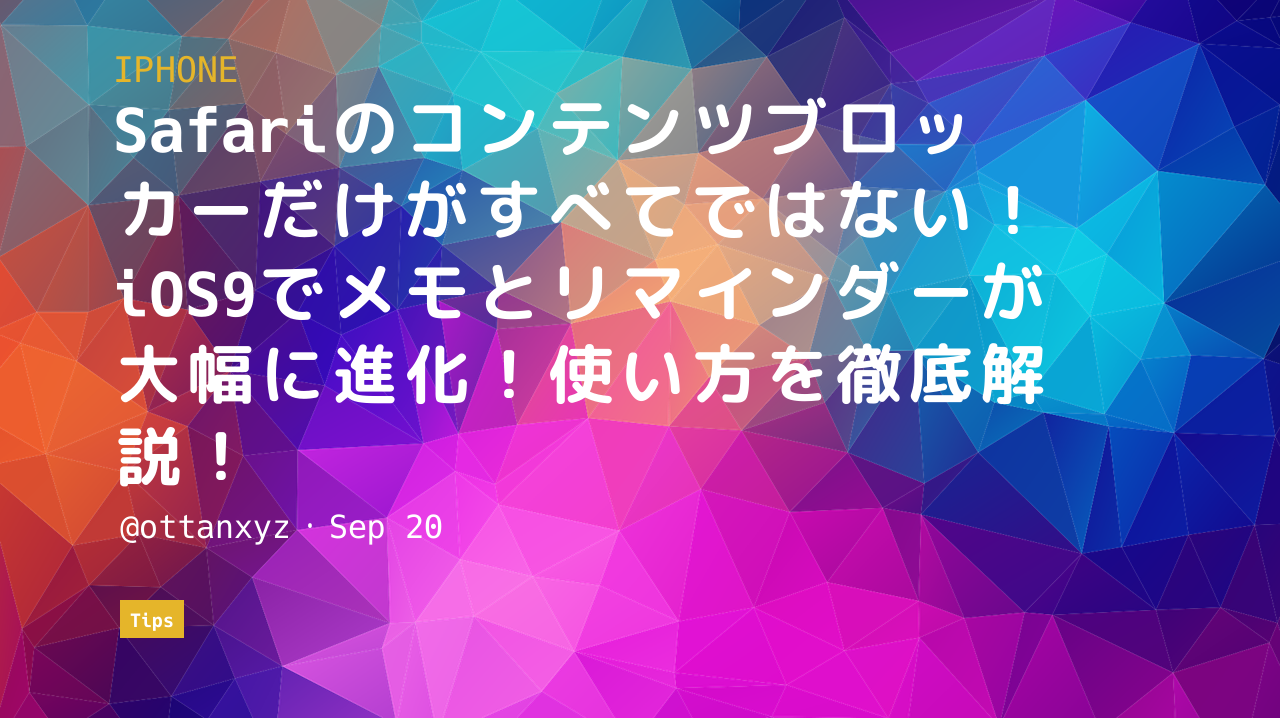 IPHONE
Safariのコンテンツブロッ
カーだけがすべてではない！
iOS9でメモとリマインダーが
大幅に進化！使い方を徹底解
説！
@ottanxyz・Sep 20
Tips